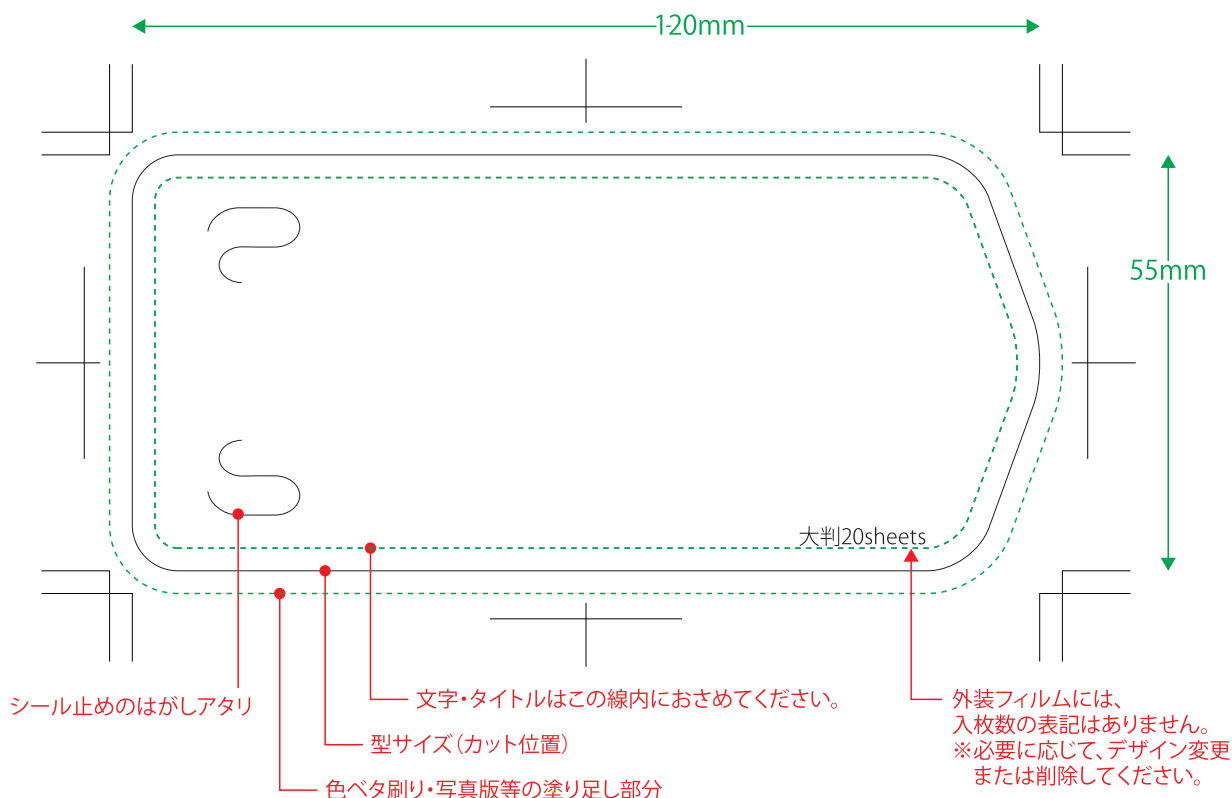 120mm
55mm
大判20sheets
シール止めのはがしアタリ
文字・タイトルはこの線内におさめてください。
外装フィルムには、
入枚数の表記はありません。
※必要に応じて、デザイン変更
または削除してください。
型サイズ（カット位置）
色ベタ刷り・写真版等の塗り足し部分